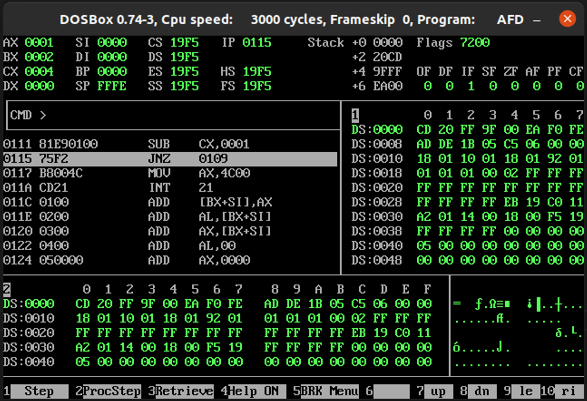 DOSBox 0.74-3, Cpu speed: 3000 cycles, Frameskip 0, Program: AFD
AX 0001 SI 0000 CS 19F5 IP 0115 Stack +0 0000 Flags 7200
BX 0002 DI 0000 DS 19F5 +2 20CD
CX 0004 BP 0000 ES 19F5 HS 19F5 +4 9FFF OF DF IF SF ZF AF PF CF
DX 0000 SP FFFE SS 19F5 FS 19F5 +6 EA00 0 0 1 0 0 0 0 0
CMD >
1 0 1 2 3 4 5 6 7
DS:0000 CD 20 FF 9F 00 EA F0 FE
DS:0008 AD DE 1B 05 C5 06 00 00
DS:0010 18 01 10 01 18 01 92 01
DS:0018 01 01 01 00 02 FF FF FF
DS:0020 FF FF FF FF FF FF FF FF
DS:0028 FF FF FF FF EB 19 C0 11
DS:0030 A2 01 14 00 18 00 F5 19
DS:0038 FF FF FF FF 00 00 00 00
DS:0040 05 00 00 00 00 00 00 00
DS:0048 00 00 00 00 00 00 00 00
0111 81E90100 SUB CX,0001
0115 75F2 JNZ 0109
0117 B8004C MOV AX,4C00
011A CD21 INT 21
011C 0100 ADD [BX+SI],AX
011E 0200 ADD AL,[BX+SI]
0120 0300 ADD AX,[BX+SI]
0122 0400 ADD AL,00
0124 050000 ADD AX,0000
2 0 1 2 3 4 5 6 7 8 9 A B C D E F
DS:0000 CD 20 FF 9F 00 EA F0 FE AD DE 1B 05 C5 06 00 00
DS:0010 18 01 10 01 18 01 92 01 01 01 01 00 02 FF FF FF
DS:0020 FF FF FF FF FF FF FF FF FF FF FF FF EB 19 C0 11
DS:0030 A2 01 14 00 18 00 F5 19 FF FF FF FF 00 00 00 00
DS:0040 05 00 00 00 00 00 00 00 00 00 00 00 00 00 00 00
1 Step 2ProcStep 3Retrieve 4Help ON 5BRK Menu 6 7 up 8 dn 9 le 10 ri